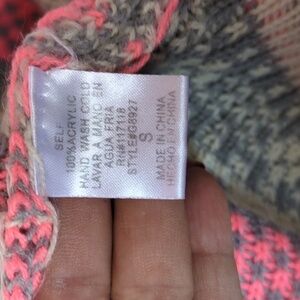 SELF
100%ACRYLIC
HAND WASH COLD
LAVAR A MANO EN
AGUA FRIA
RN#117118
STYLE#G8927
S
MADE IN CHINA
HECHO EN CHINA